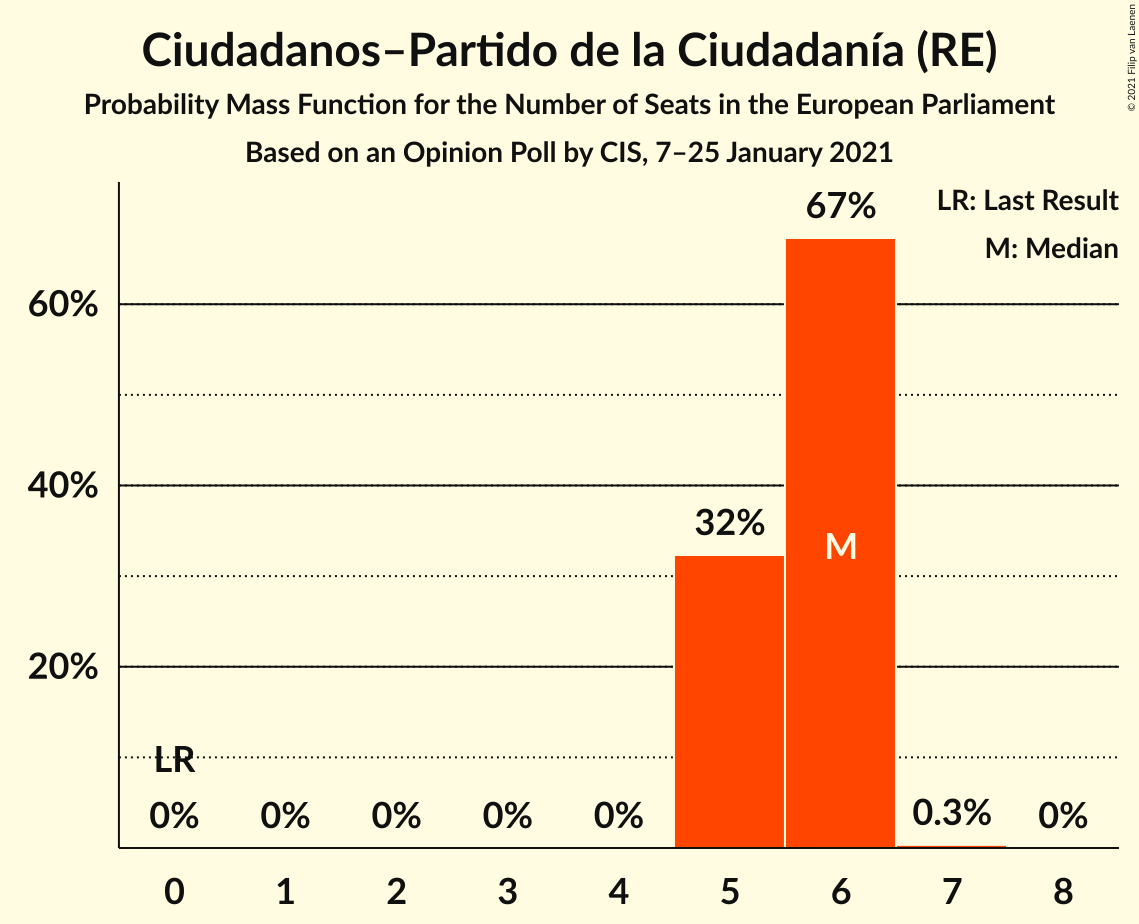 Ciudadanos–Partido de la Ciudadanía (RE)
Probability Mass Function for the Number of Seats in the European Parliament
Based on an Opinion Poll by CIS, 7–25 January 2021
© 2021 Filip van Laenen
LR: Last Result
M: Median
67%
60%
40%
32%
M
20%
LR
0% 0% 0% 0% 0% 0.3% 0%
0 1 2 3 4 5 6 7 8